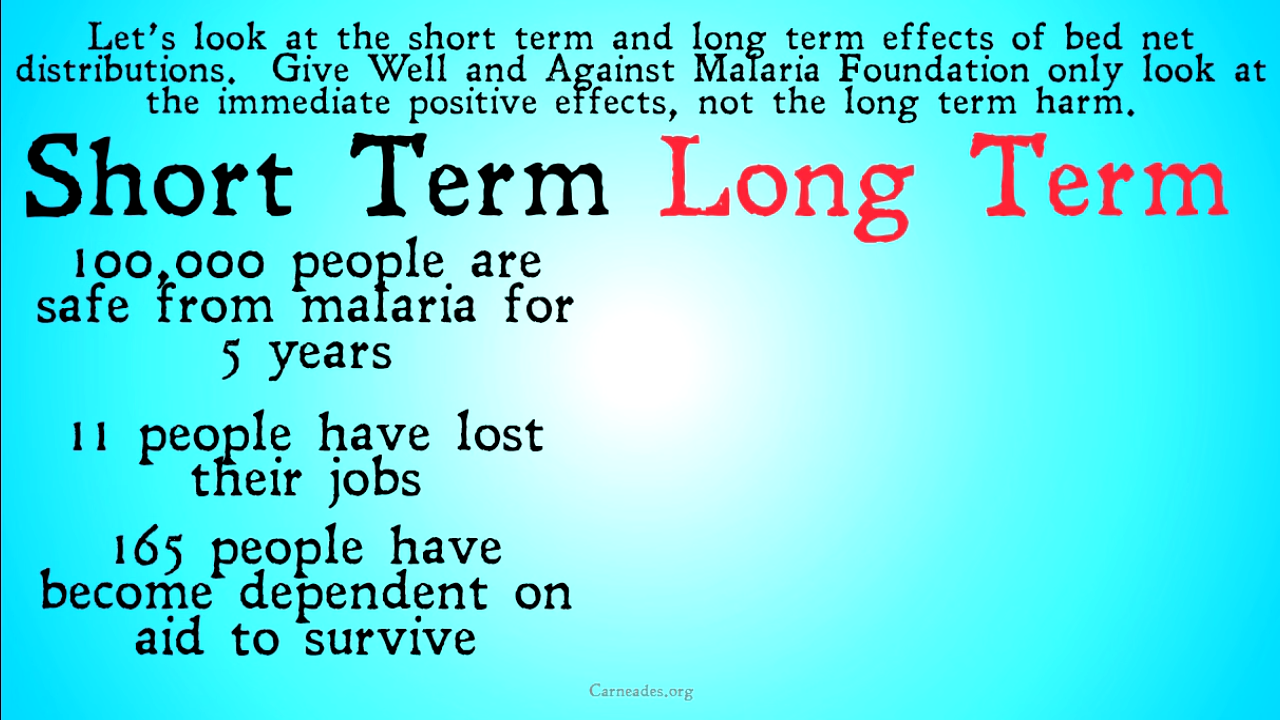 Let's look at the short term and long term effects of bed net
distributions. Give Well and Against Malaria Foundation only look at
the immediate positive effects, not the long term harm.
Short Term Long Term
100,000 people are
safe from malaria for
5 years
11 people have lost
their jobs
165 people have
become dependent on
aid to survive
Carneades.org